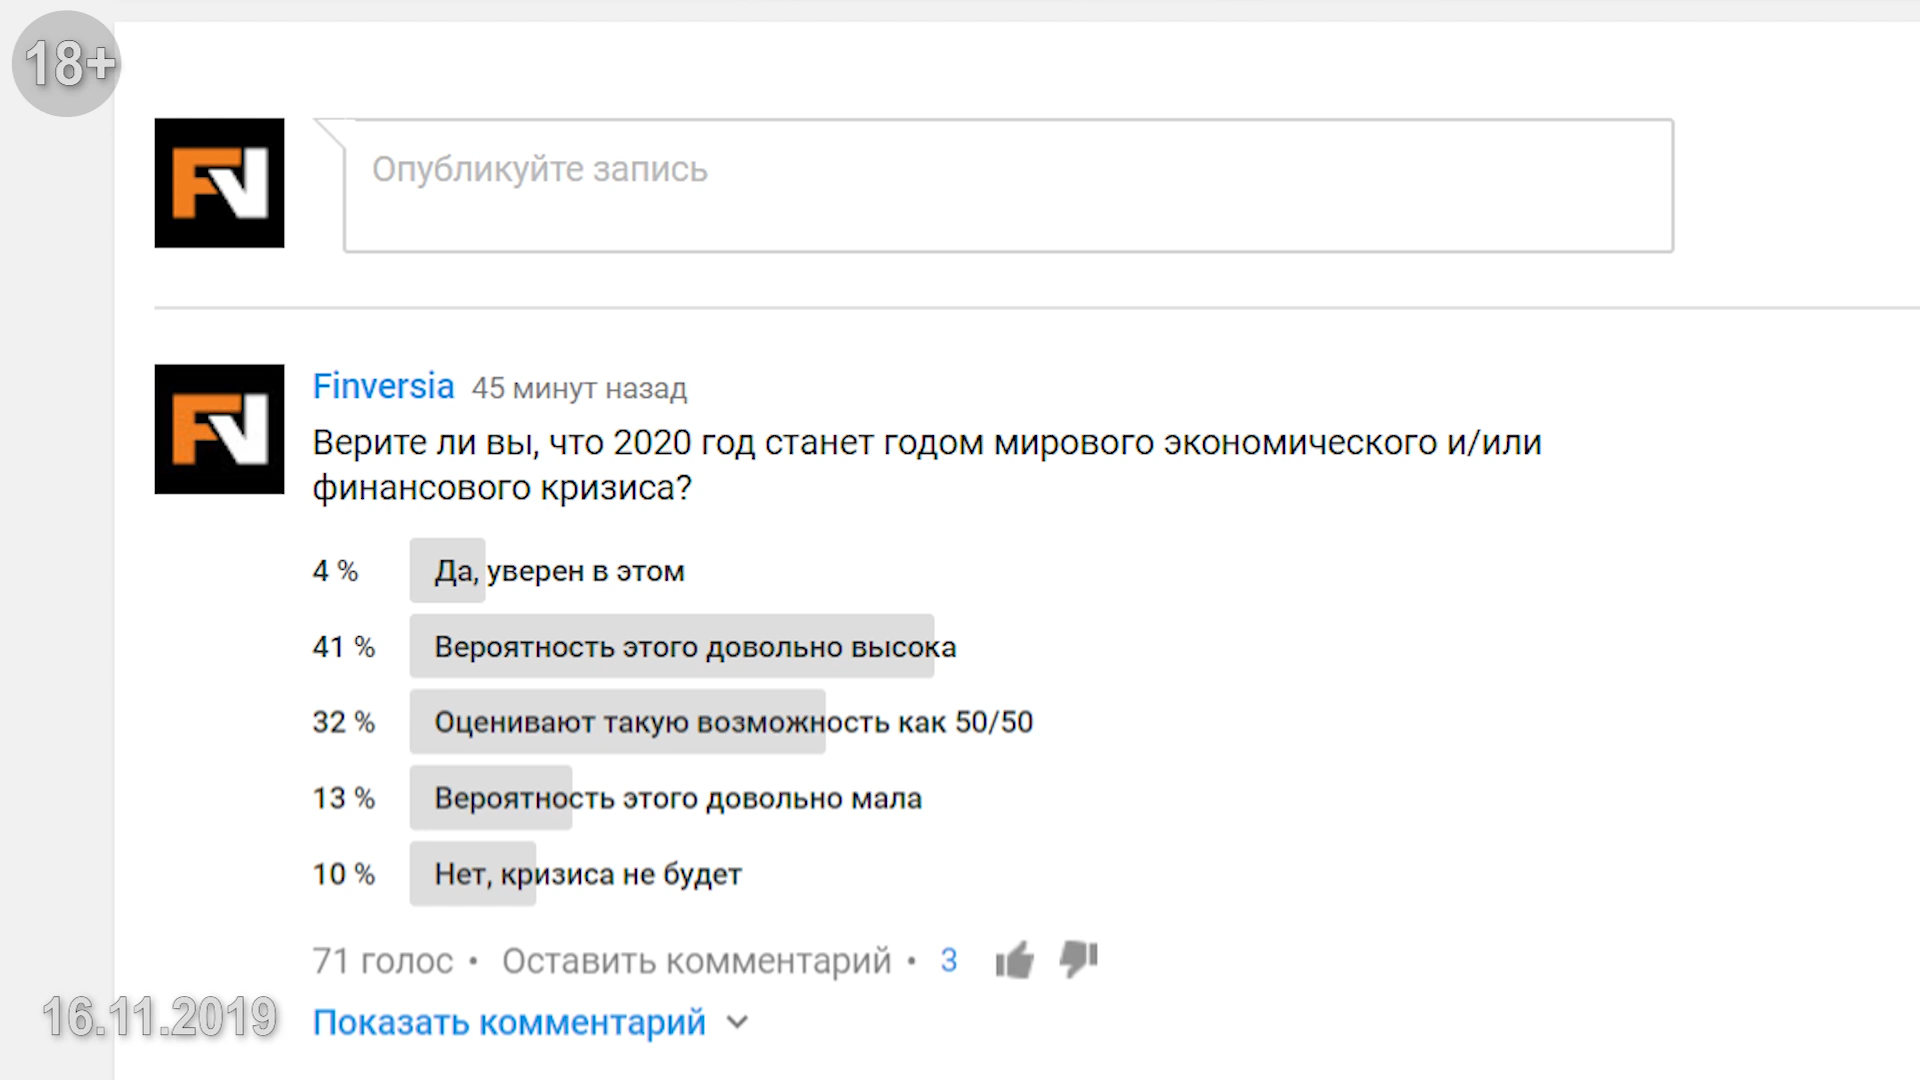 18+
FV
Опубликуйте запись
FV
Finversia 45 минут назад
Верите ли вы, что 2020 год станет годом мирового экономического и/или
финансового кризиса?
4 % Да, уверен в этом
41 % Вероятность этого довольно высока
32 % Оценивают такую возможность как 50/50
13 % Вероятность этого довольно мала
10 % Нет, кризиса не будет
71 голос • Оставить комментарий • 3
16.11.2019
Показать комментарий